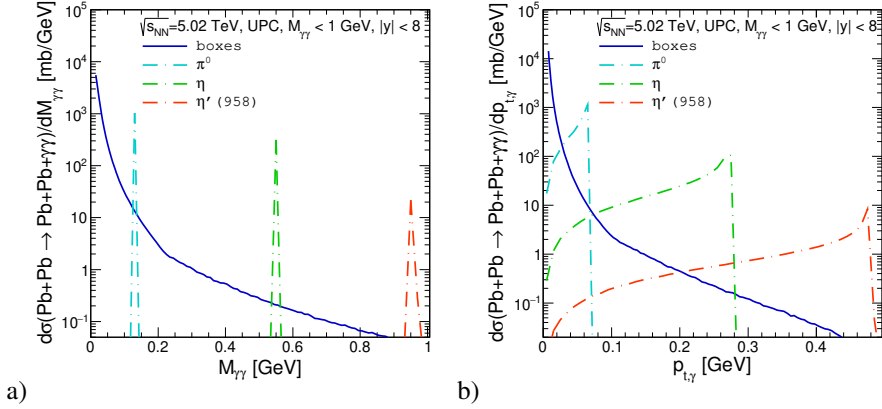 √s_NN=5.02 TeV, UPC, M_γγ < 1 GeV, |y| < 8
boxes
π⁰
η
η′ (958)
dσ(Pb+Pb → Pb+Pb+γγ)/dM_γγ [mb/GeV]
10⁵
10⁴
10³
10²
10
1
10⁻¹
0 0.2 0.4 0.6 0.8 1
M_γγ [GeV]
a)
√s_NN=5.02 TeV, UPC, M_γγ < 1 GeV, |y| < 8
boxes
π⁰
η
η′ (958)
dσ(Pb+Pb → Pb+Pb+γγ)/dp_t,γ [mb/GeV]
10⁵
10⁴
10³
10²
10
1
10⁻¹
0 0.1 0.2 0.3 0.4
p_t,γ [GeV]
b)